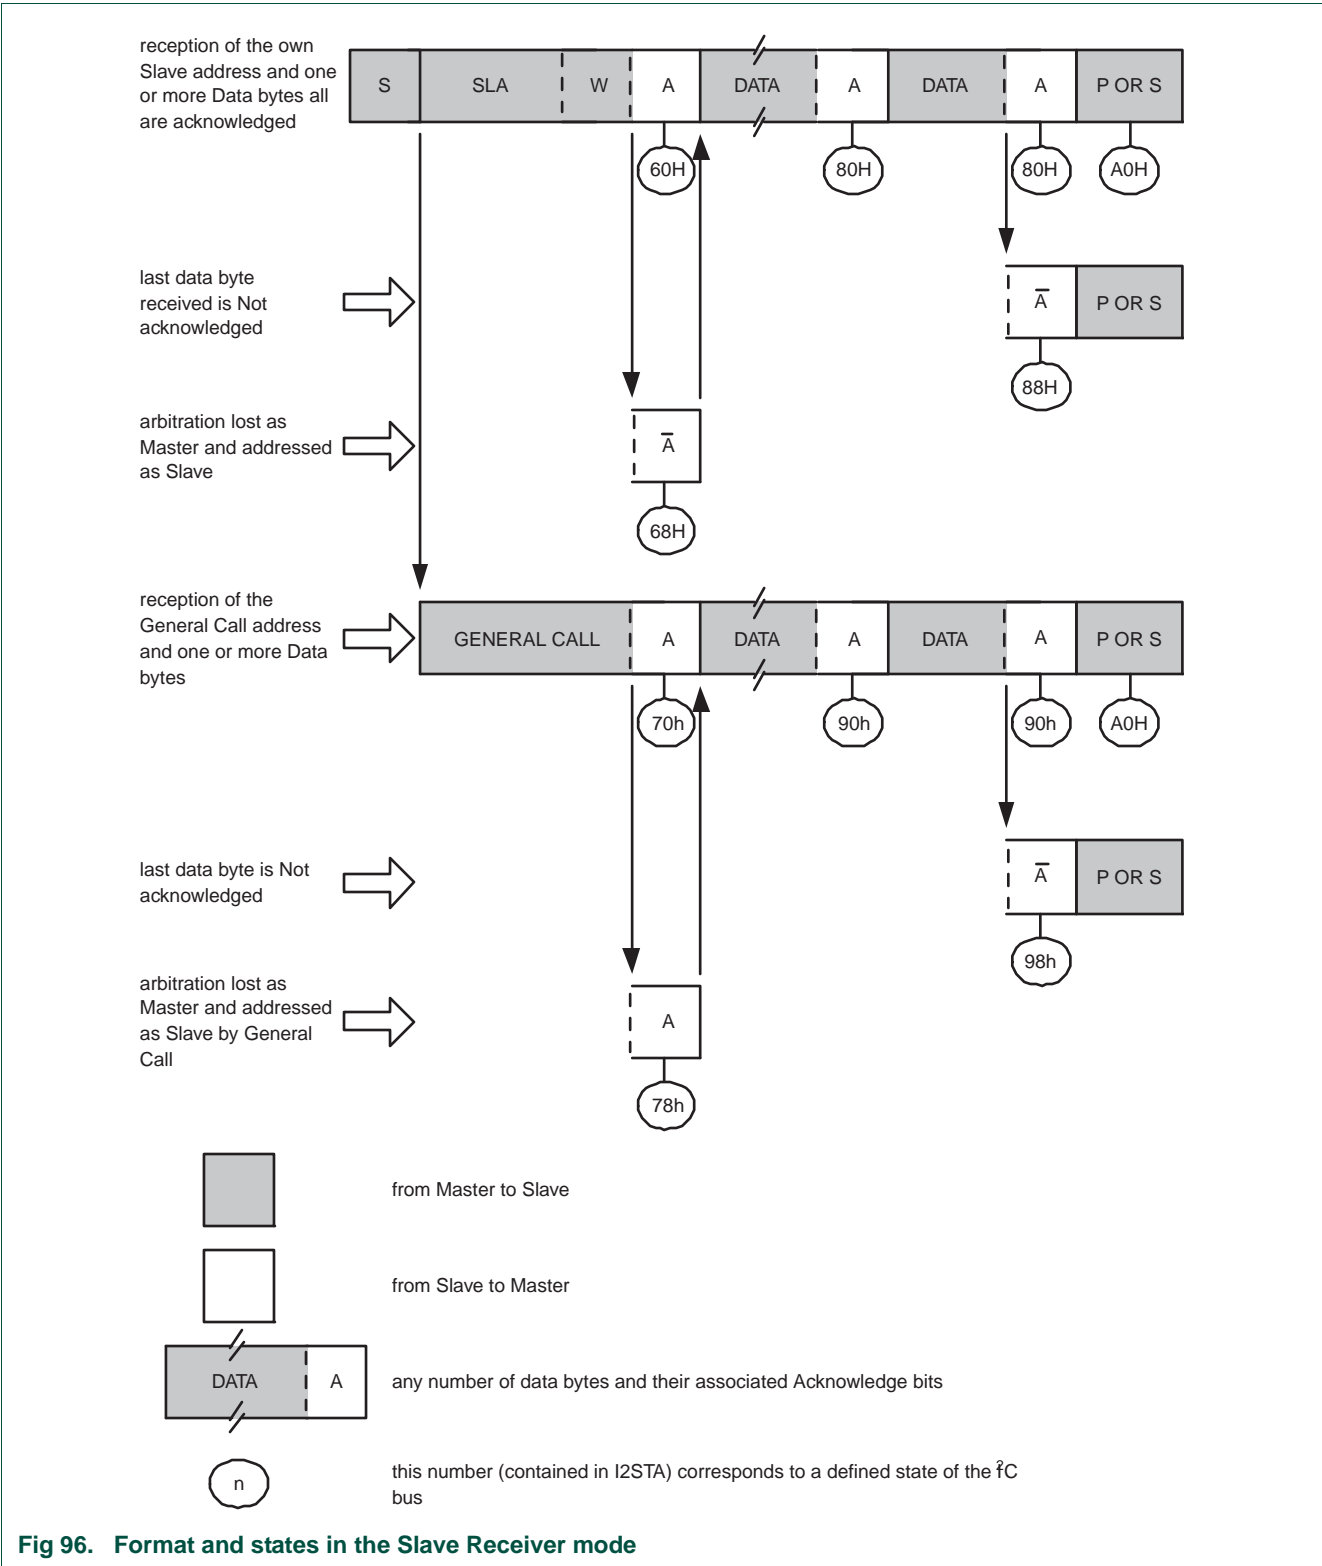 reception of the own
Slave address and one
or more Data bytes all
are acknowledged
S SLA W A DATA A DATA A P OR S
60H 80H 80H A0H
last data byte
received is Not
acknowledged
A̅ P OR S
88H
arbitration lost as
Master and addressed
as Slave
A̅
68H
reception of the
General Call address
and one or more Data
bytes
GENERAL CALL A DATA A DATA A P OR S
70h 90h 90h A0H
last data byte is Not
acknowledged
A̅ P OR S
98h
arbitration lost as
Master and addressed
as Slave by General
Call
A
78h
from Master to Slave
from Slave to Master
DATA A any number of data bytes and their associated Acknowledge bits
n this number (contained in I2STA) corresponds to a defined state of the I²C
bus
Fig 96. Format and states in the Slave Receiver mode